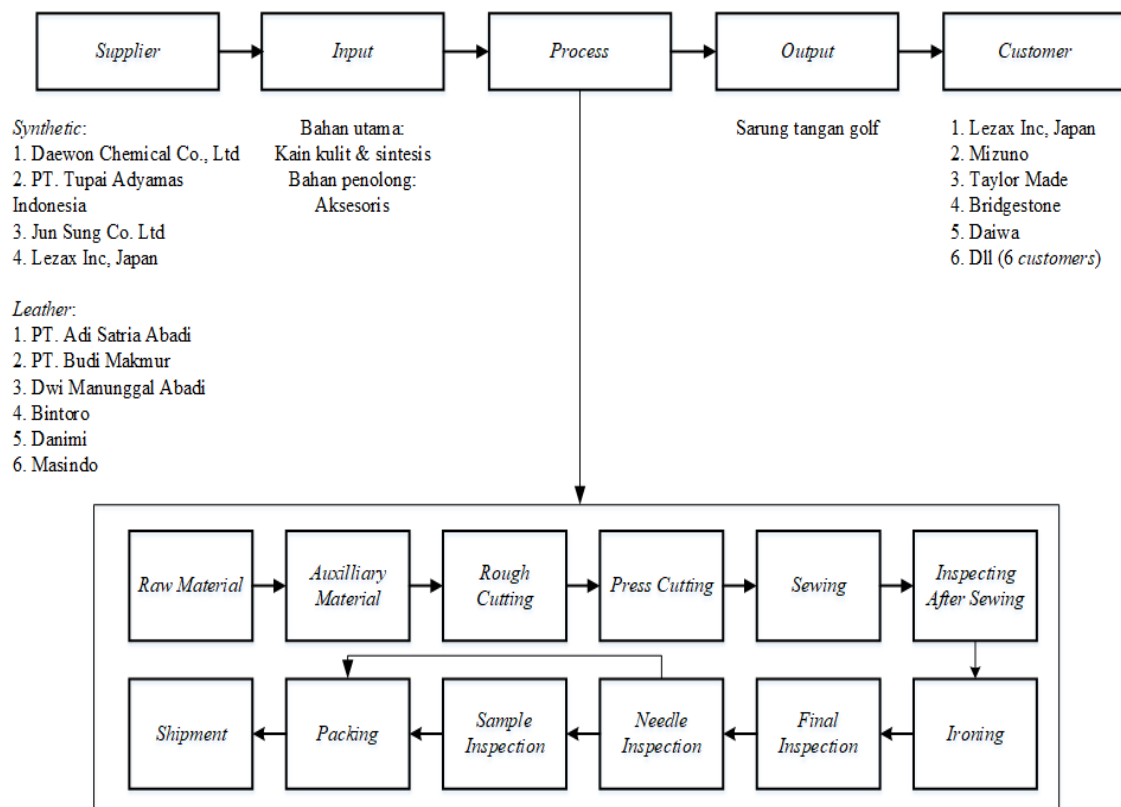 Supplier
Input
Process
Output
Customer
Synthetic:
1. Daewon Chemical Co., Ltd
2. PT. Tupai Adyamas
Indonesia
3. Jun Sung Co. Ltd
4. Lezax Inc, Japan
Leather:
1. PT. Adi Satria Abadi
2. PT. Budi Makmur
3. Dwi Manunggal Abadi
4. Bintoro
5. Danimi
6. Masindo
Bahan utama:
Kain kulit & sintesis
Bahan penolong:
Aksesoris
Sarung tangan golf
1. Lezax Inc, Japan
2. Mizuno
3. Taylor Made
4. Bridgestone
5. Daiwa
6. Dll (6 customers)
Raw Material
Auxilliary
Material
Rough
Cutting
Press Cutting
Sewing
Inspecting
After Sewing
Shipment
Packing
Sample
Inspection
Needle
Inspection
Final
Inspection
Ironing